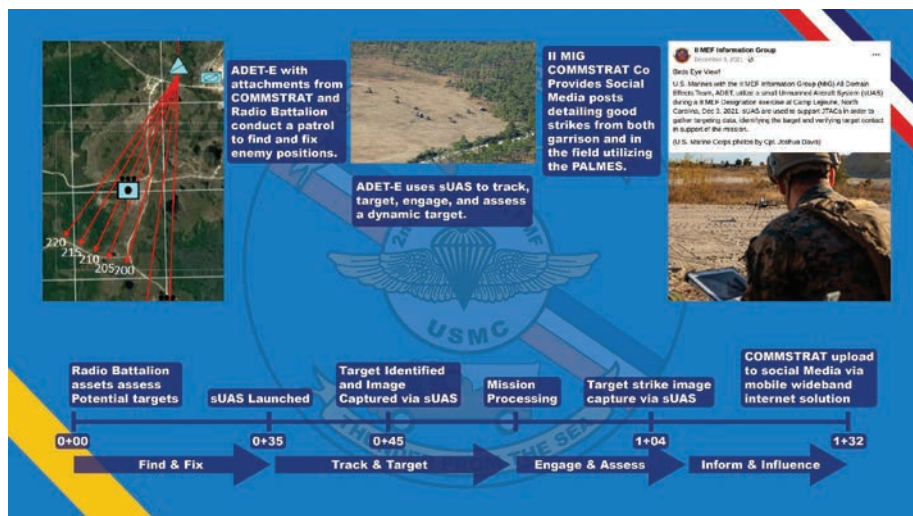 220
215
210
205
200
ADET-E with
attachments from
COMMSTRAT and
Radio Battalion
conduct a patrol
to find and fix
enemy positions.
ADET-E uses sUAS to track,
target, engage, and assess
a dynamic target.
II MIG
COMMSTRAT Co
Provides Social
Media posts
detailing good
strikes from both
garrison and in
the field utilizing
the PALMES.
II MEF Information Group
December 5, 2021
Birds Eye View!
U.S. Marines with the II MEF Information Group (MIG) All Domain
Effects Team, ADET, utilize a small Unmanned Aircraft System (sUAS)
during a II MEF Designation exercise at Camp Lejeune, North
Carolina, Dec 3, 2021. sUAS are used to support JTACs in order to
gather targeting data, identifying the target and verifying target contact
in support of the mission.
(U.S. Marine Corps photos by Cpl. Joshua Davis)
USMC
THUNDER FROM THE SEA
Radio Battalion
assets assess
Potential targets
sUAS Launched
Target Identified
and Image
Captured via sUAS
Mission
Processing
Target strike image
capture via sUAS
COMMSTRAT upload
to social Media via
mobile wideband
internet solution
0+00
0+35
0+45
1+04
1+32
Find & Fix
Track & Target
Engage & Assess
Inform & Influence